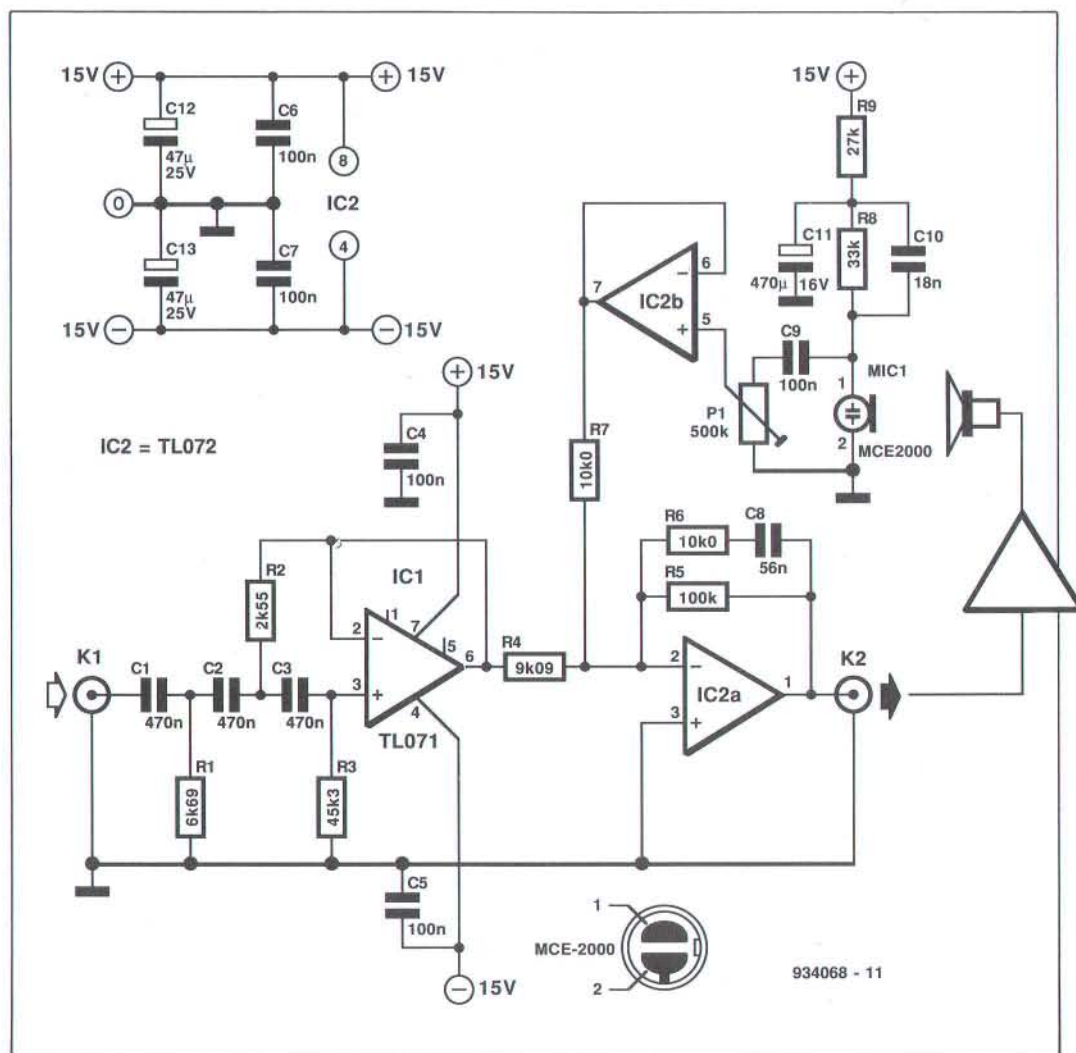 15V + + 15V
C12
47µ
25V
C6
100n
8
0
IC2
C13
47µ
25V
C7
100n
4
15V − − 15V
IC2 = TL072
15V
+
R9
27k
C11
470µ
16V
R8
33k
C10
18n
7
IC2b
−
6
+
5
C9
100n
MIC1
1
2
MCE2000
P1
500k
+ 15V
C4
100n
R7
10k0
R6
10k0
C8
56n
R5
100k
R2
2k55
IC1
1
7
5
2
−
6
3
+
4
TL071
R4
9k09
2
−
IC2a
1
3
+
K1
K2
C1
470n
C2
470n
C3
470n
R1
6k69
R3
45k3
C5
100n
− 15V
1
MCE-2000
2
934068 - 11